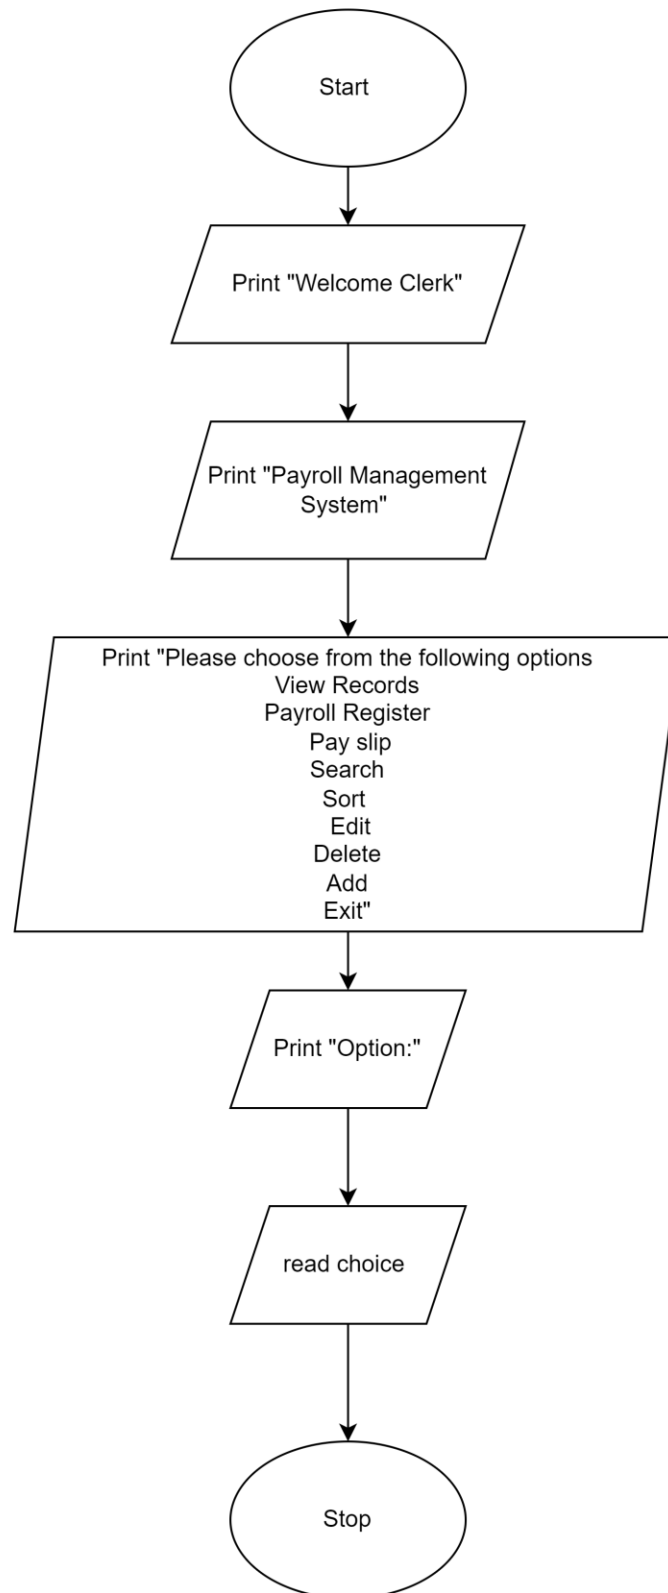 Start
Print "Welcome Clerk"
Print "Payroll Management
System"
Print "Please choose from the following options
View Records
Payroll Register
Pay slip
Search
Sort
Edit
Delete
Add
Exit"
Print "Option:"
read choice
Stop